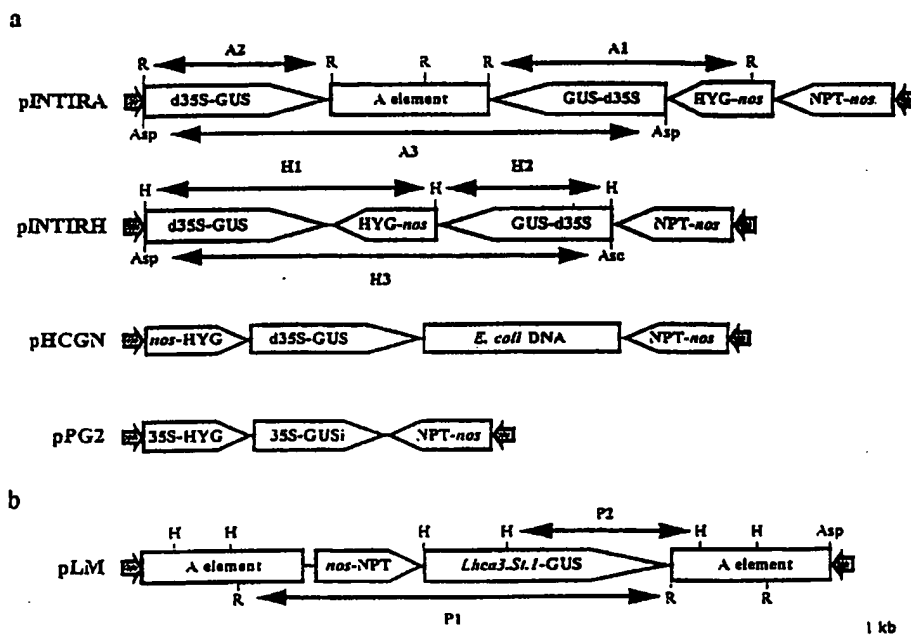 a
A2
A1
R
R
R
R
R
pINTIRA
d35S-GUS
A element
GUS-d35S
HYG-nos
NPT-nos
Asp
Asp
A3
H1
H2
H
H
H
pINTIRH
d35S-GUS
HYG-nos
GUS-d35S
NPT-nos
Asp
Asc
H3
pHCGN
nos-HYG
d35S-GUS
E. coli DNA
NPT-nos
pPG2
35S-HYG
35S-GUSi
NPT-nos
b
P2
H
H
H
H
H
H
Asp
pLM
A element
nos-NPT
Lhca3.St.1-GUS
A element
R
R
R
P1
1 kb